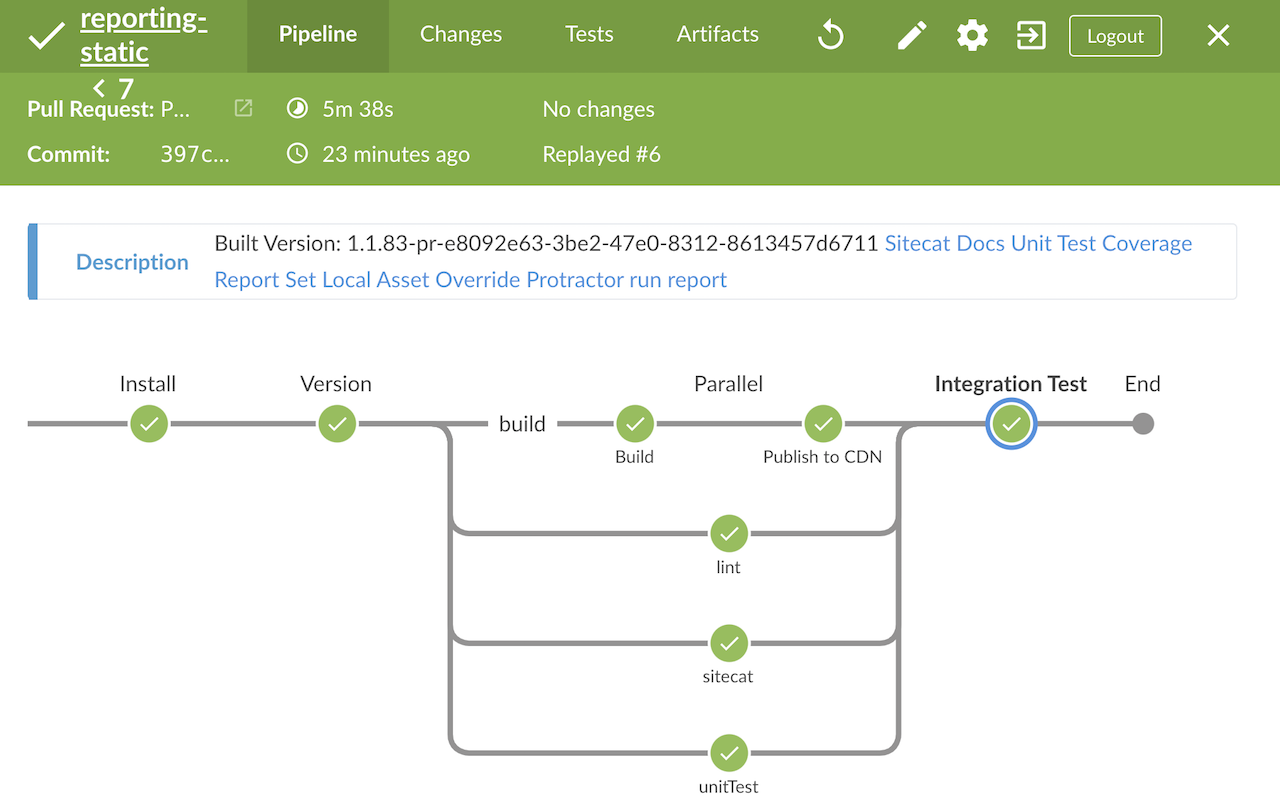 reporting-
static
< 7
Pipeline
Changes
Tests
Artifacts
Logout
Pull Request: P...
5m 38s
No changes
Commit: 397c...
23 minutes ago
Replayed #6
Description
Built Version: 1.1.83-pr-e8092e63-3be2-47e0-8312-8613457d6711 Sitecat Docs Unit Test Coverage
Report Set Local Asset Override Protractor run report
Install
Version
Parallel
Integration Test
End
build
Build
Publish to CDN
lint
sitecat
unitTest